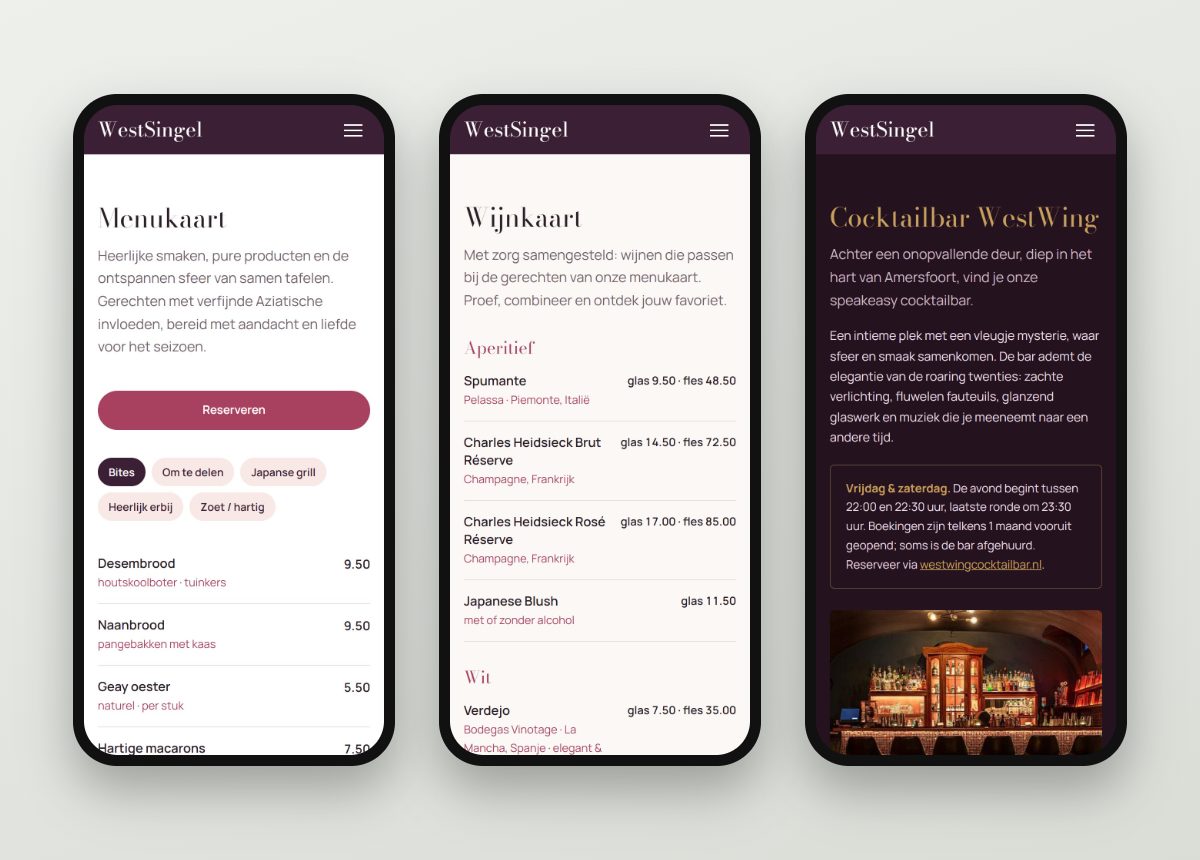 WestSingel
Menukaart
Heerlijke smaken, pure producten en de
ontspannen sfeer van samen tafelen.
Gerechten met verfijnde Aziatische
invloeden, bereid met aandacht en liefde
voor het seizoen.
Reserveren
Bites Om te delen Japanse grill
Heerlijk erbij Zoet / hartig
Desembrood 9.50
houtskoolboter · tuinkers
Naanbrood 9.50
pangebakken met kaas
Geay oester 5.50
naturel · per stuk
Hartige macarons 7.50
WestSingel
Wijnkaart
Met zorg samengesteld: wijnen die passen
bij de gerechten van onze menukaart.
Proef, combineer en ontdek jouw favoriet.
Aperitief
Spumante glas 9.50 · fles 48.50
Pelassa · Piemonte, Italië
Charles Heidsieck Brut glas 14.50 · fles 72.50
Réserve
Champagne, Frankrijk
Charles Heidsieck Rosé glas 17.00 · fles 85.00
Réserve
Champagne, Frankrijk
Japanese Blush glas 11.50
met of zonder alcohol
Wit
Verdejo glas 7.50 · fles 35.00
Bodegas Vinotage · La
Mancha, Spanje · elegant &
WestSingel
Cocktailbar WestWing
Achter een onopvallende deur, diep in het
hart van Amersfoort, vind je onze
speakeasy cocktailbar.
Een intieme plek met een vleugje mysterie, waar
sfeer en smaak samenkomen. De bar ademt de
elegantie van de roaring twenties: zachte
verlichting, fluwelen fauteuils, glanzend
glaswerk en muziek die je meeneemt naar een
andere tijd.
Vrijdag & zaterdag. De avond begint tussen
22:00 en 22:30 uur, laatste ronde om 23:30
uur. Boekingen zijn telkens 1 maand vooruit
geopend; soms is de bar afgehuurd.
Reserveer via westwingcocktailbar.nl.